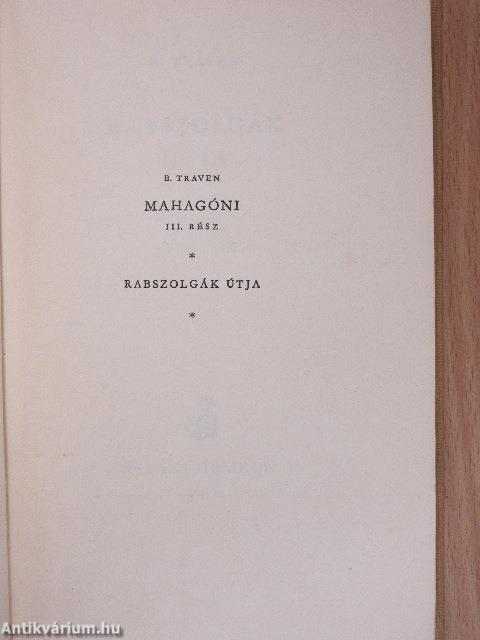 B. TRAVEN
MAHAGÓNI
III. RÉSZ
*
RABSZOLGÁK ÚTJA
*
Antikvárium.hu